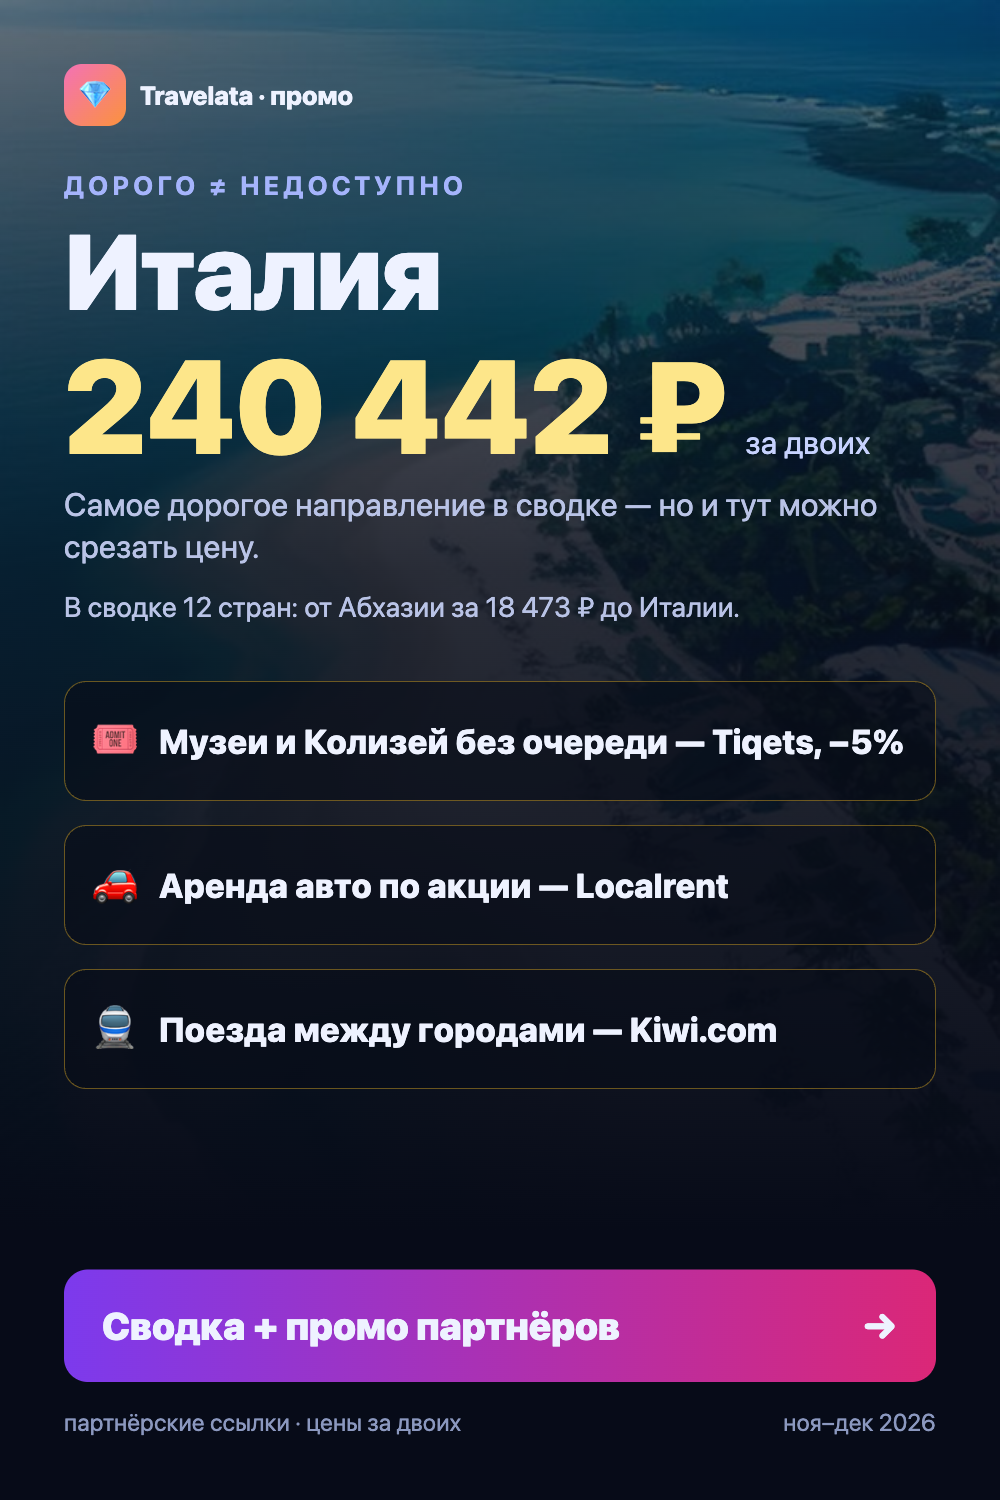 Travelata · промо
ДОРОГО ≠ НЕДОСТУПНО
Италия
240 442 ₽ за двоих
Самое дорогое направление в сводке — но и тут можно
срезать цену.
В сводке 12 стран: от Абхазии за 18 473 ₽ до Италии.
ADMIT
ONE
Музеи и Колизей без очереди — Tiqets, −5%
Аренда авто по акции — Localrent
Поезда между городами — Kiwi.com
Сводка + промо партнёров →
партнёрские ссылки · цены за двоих
ноя–дек 2026